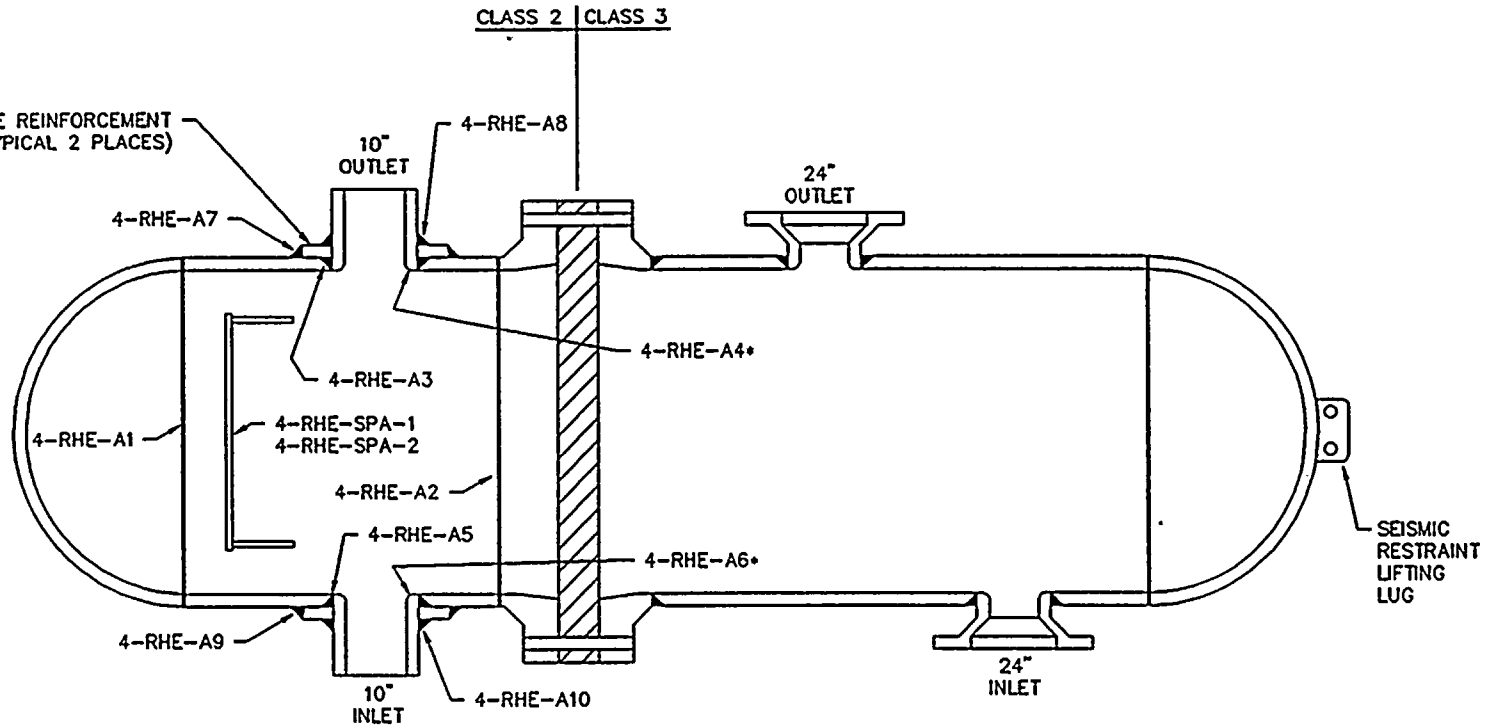 CLASS 2 CLASS 3
E REINFORCEMENT
YPICAL 2 PLACES)
4-RHE-A8
10"
OUTLET
24"
OUTLET
4-RHE-A7
4-RHE-A4*
4-RHE-A3
4-RHE-A1
4-RHE-SPA-1
4-RHE-SPA-2
4-RHE-A2
4-RHE-A5
4-RHE-A6*
SEISMIC
RESTRAINT
LIFTING
LUG
4-RHE-A9
4-RHE-A10
10"
INLET
24"
INLET